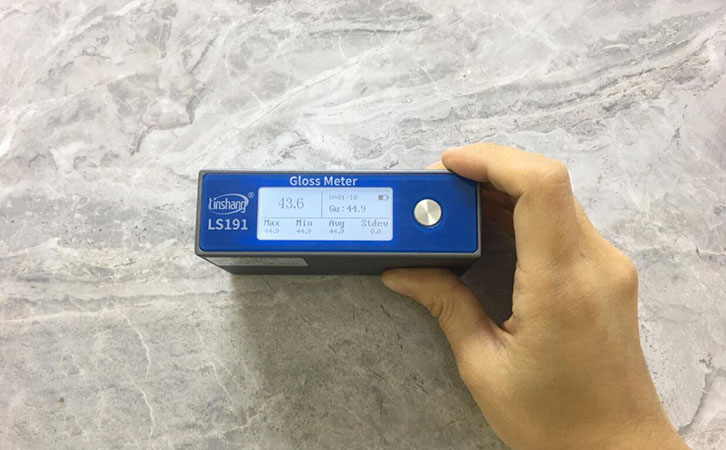 Gloss Meter
Linshang®
LS191
43.6
N=01/10
Gu:44.9
Max Min Avg Stdev
44.9 44.9 44.9 0.0